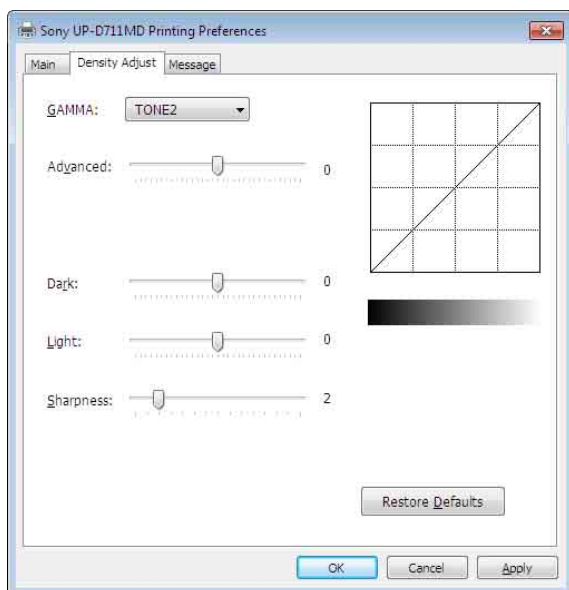 Sony UP-D711MD Printing Preferences
Main Density Adjust Message
GAMMA: TONE2
Advanced: 0
Dark: 0
Light: 0
Sharpness: 2
Restore Defaults
OK Cancel Apply